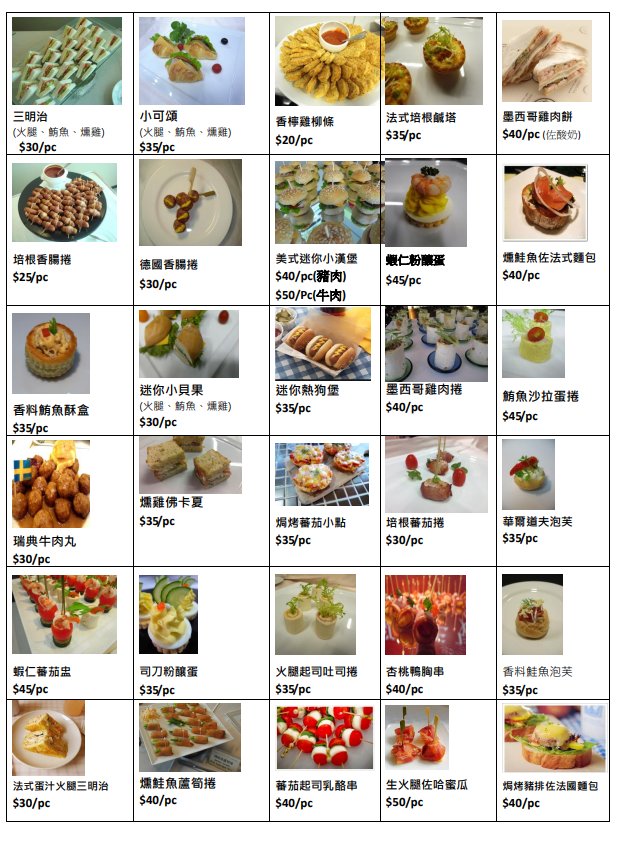 三明治
(火腿、鮪魚、燻雞)
$30/pc
小可頌
(火腿、鮪魚、燻雞)
$35/pc
香檸雞柳條
$20/pc
法式培根鹹塔
$35/pc
墨西哥雞肉餅
$40/pc (佐酸奶)
培根香腸捲
$25/pc
德國香腸捲
$30/pc
美式迷你小漢堡
$40/pc(豬肉)
$50/Pc(牛肉)
蝦仁粉釀蛋
$45/pc
燻鮭魚佐法式麵包
$40/pc
香料鮪魚酥盒
$35/pc
迷你小貝果
(火腿、鮪魚、燻雞)
$30/pc
迷你熱狗堡
$35/pc
墨西哥雞肉捲
$40/pc
鮪魚沙拉蛋捲
$45/pc
瑞典牛肉丸
$30/pc
燻雞佛卡夏
$35/pc
焗烤蕃茄小點
$35/pc
培根蕃茄捲
$30/pc
華爾道夫泡芙
$35/pc
蝦仁蕃茄盅
$45/pc
司刀粉釀蛋
$35/pc
火腿起司吐司捲
$35/pc
杏桃鴨胸串
$40/pc
香料鮭魚泡芙
$35/pc
法式蛋汁火腿三明治
$30/pc
燻鮭魚蘆筍捲
$40/pc
蕃茄起司乳酪串
$40/pc
生火腿佐哈蜜瓜
$50/pc
焗烤豬排佐法國麵包
$40/pc